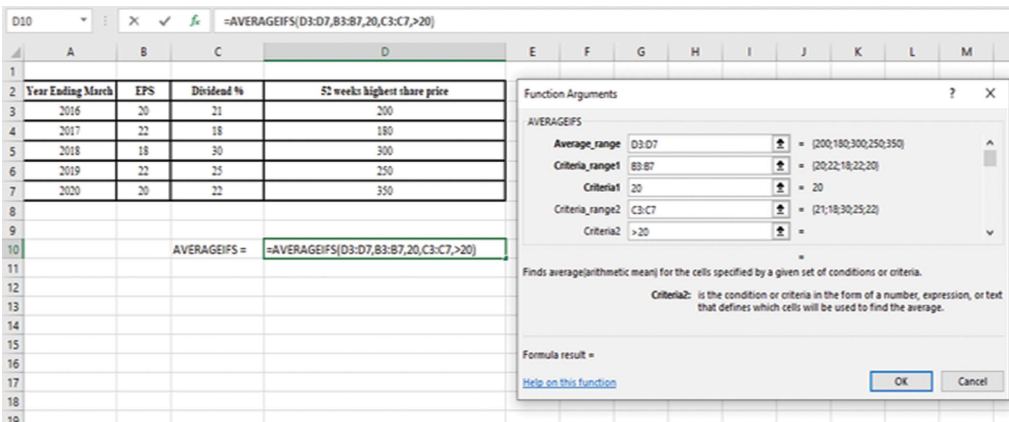 D10 =AVERAGEIFS(D3:D7,B3:B7,20,C3:C7,>20)
A B C D E F G H I J K L M
1
2 Year Ending March EPS Dividend % 52 weeks highest share price
3 2016 20 21 200
4 2017 22 18 180
5 2018 18 30 300
6 2019 22 25 250
7 2020 20 22 350
8
9
10 AVERAGEIFS = =AVERAGEIFS(D3:D7,B3:B7,20,C3:C7,>20)
11
12
13
14
15
16
17
18
19
Function Arguments ? X
AVERAGEIFS
Average_range D3:D7 = {200;180;300;250;350}
Criteria_range1 B3:B7 = {20;22;18;22;20}
Criteria1 20 = 20
Criteria_range2 C3:C7 = {21;18;30;25;22}
Criteria2 >20 =
=
Finds average(arithmetic mean) for the cells specified by a given set of conditions or criteria.
Criteria2: is the condition or criteria in the form of a number, expression, or text
that defines which cells will be used to find the average.
Formula result =
Help on this function OK Cancel